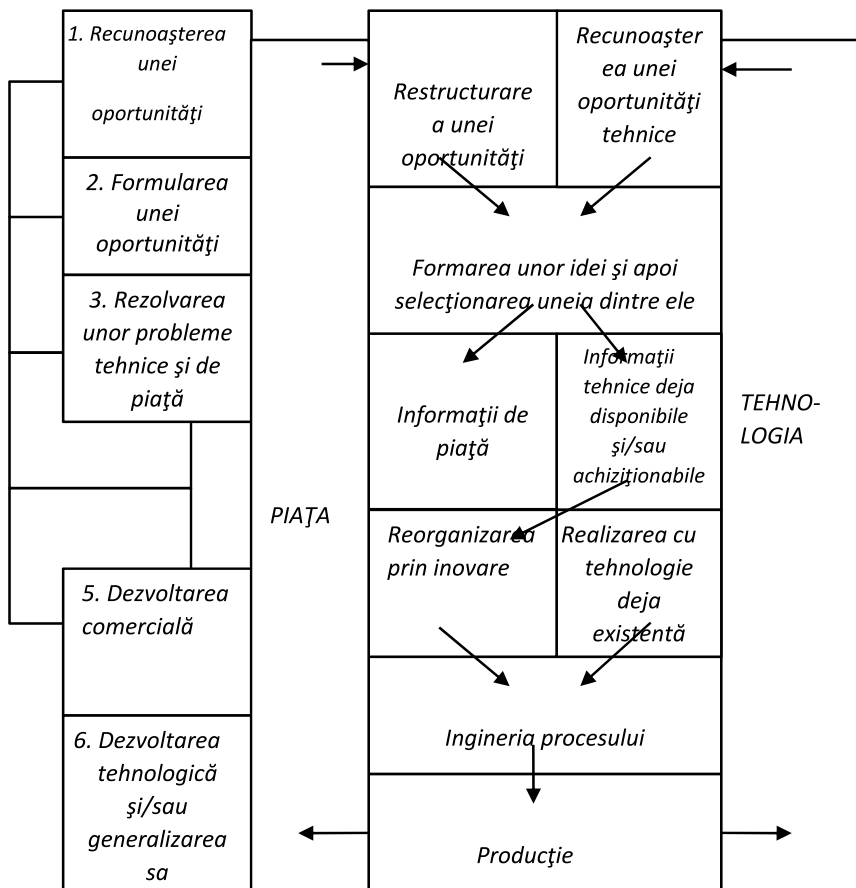 1. Recunoaşterea
unei
oportunităţi
2. Formularea
unei
oportunităţi
3. Rezolvarea
unor probleme
tehnice şi de
piaţă
5. Dezvoltarea
comercială
6. Dezvoltarea
tehnologică
şi/sau
generalizarea
sa
PIAŢA
Restructurare
a unei
oportunităţi
Recunoaşter
ea unei
oportunităţi
tehnice
Formarea unor idei şi apoi
selecţionarea uneia dintre ele
Informaţii de
piaţă
Informaţii
tehnice deja
disponibile
şi/sau
achiziţionabile
Reorganizarea
prin inovare
Realizarea cu
tehnologie
deja
existentă
Ingineria procesului
Producţie
TEHNO-
LOGIA